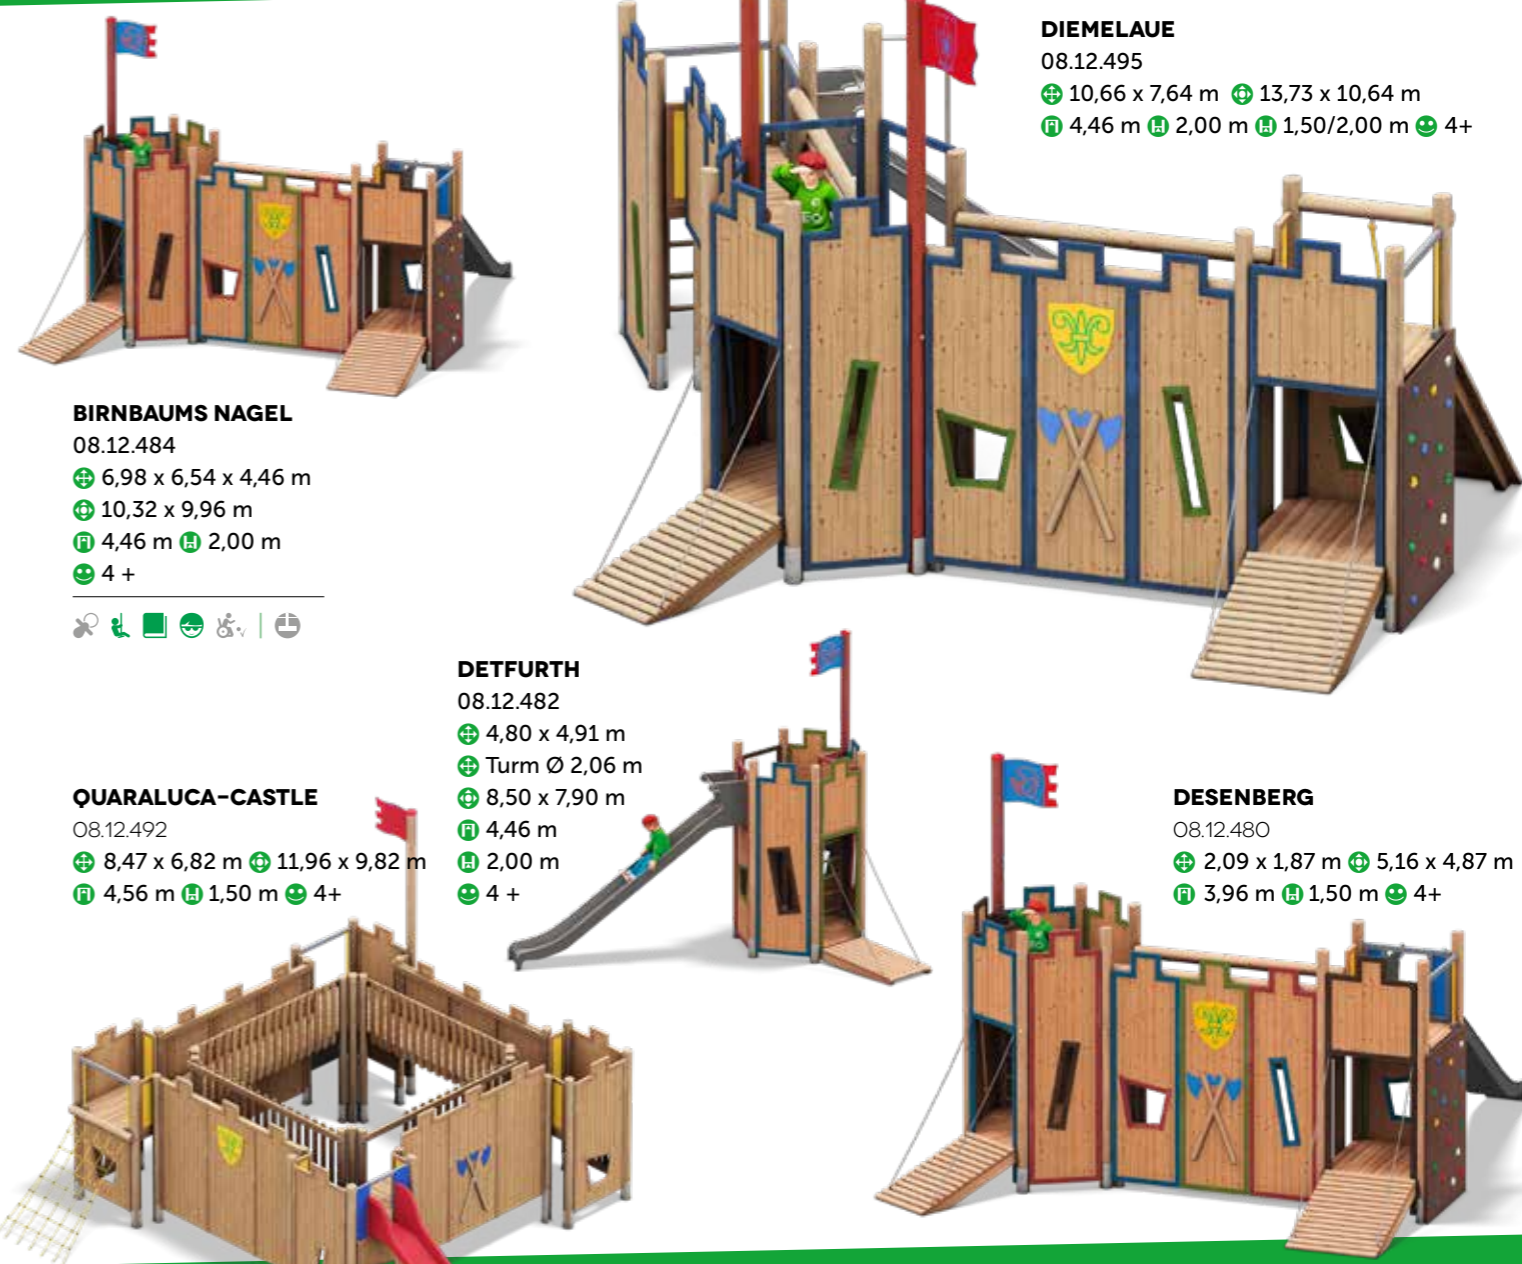 DIEMELAUE
08.12.495
10,66 x 7,64 m 13,73 x 10,64 m
4,46 m 2,00 m 1,50/2,00 m 4+
BIRNBAUMS NAGEL
08.12.484
6,98 x 6,54 x 4,46 m
10,32 x 9,96 m
4,46 m 2,00 m
4 +
DETFURTH
08.12.482
4,80 x 4,91 m
Turm Ø 2,06 m
8,50 x 7,90 m
4,46 m
2,00 m
4 +
QUARALUCA-CASTLE
08.12.492
8,47 x 6,82 m 11,96 x 9,82 m
4,56 m 1,50 m 4+
DESENBERG
08.12.480
2,09 x 1,87 m 5,16 x 4,87 m
3,96 m 1,50 m 4+